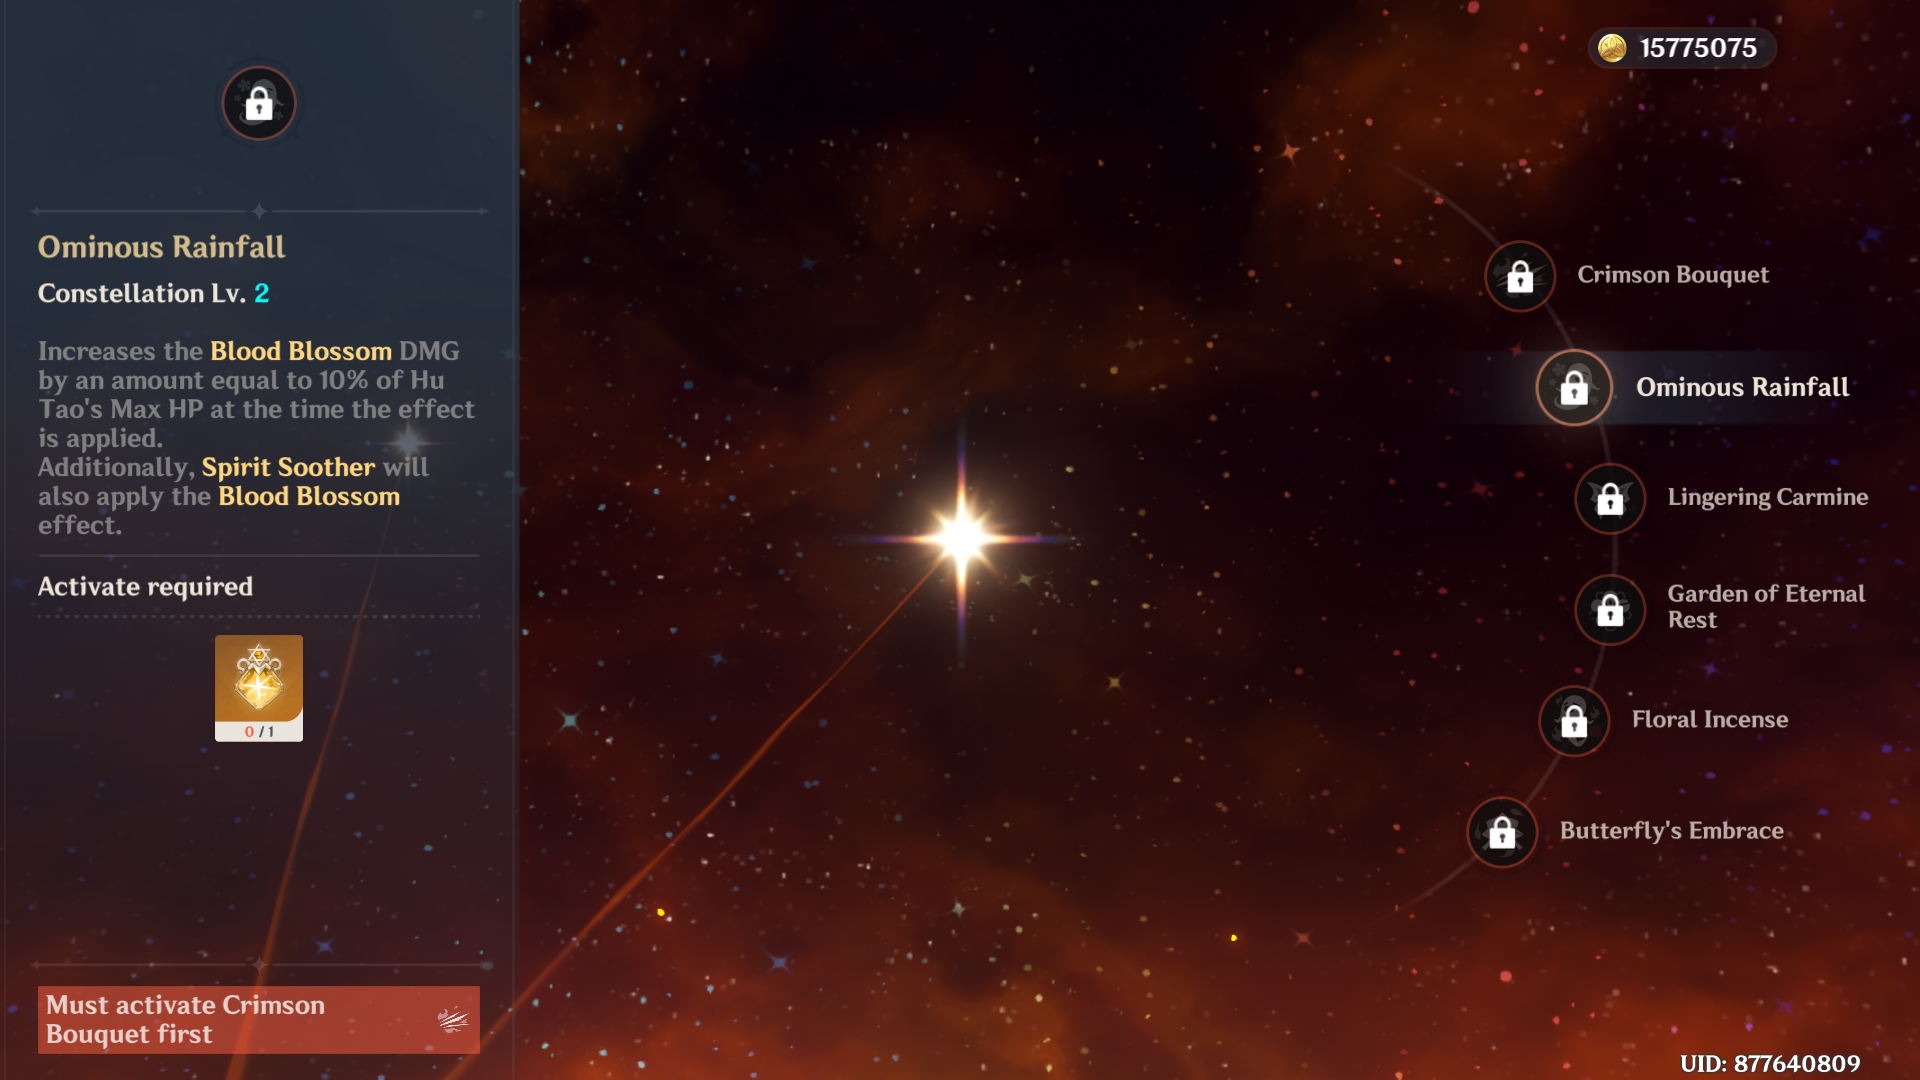 15775075
Ominous Rainfall
Constellation Lv. 2
Increases the Blood Blossom DMG
by an amount equal to 10% of Hu
Tao's Max HP at the time the effect
is applied.
Additionally, Spirit Soother will
also apply the Blood Blossom
effect.
Activate required
0 / 1
Must activate Crimson
Bouquet first
Crimson Bouquet
Ominous Rainfall
Lingering Carmine
Garden of Eternal
Rest
Floral Incense
Butterfly's Embrace
UID: 877640809